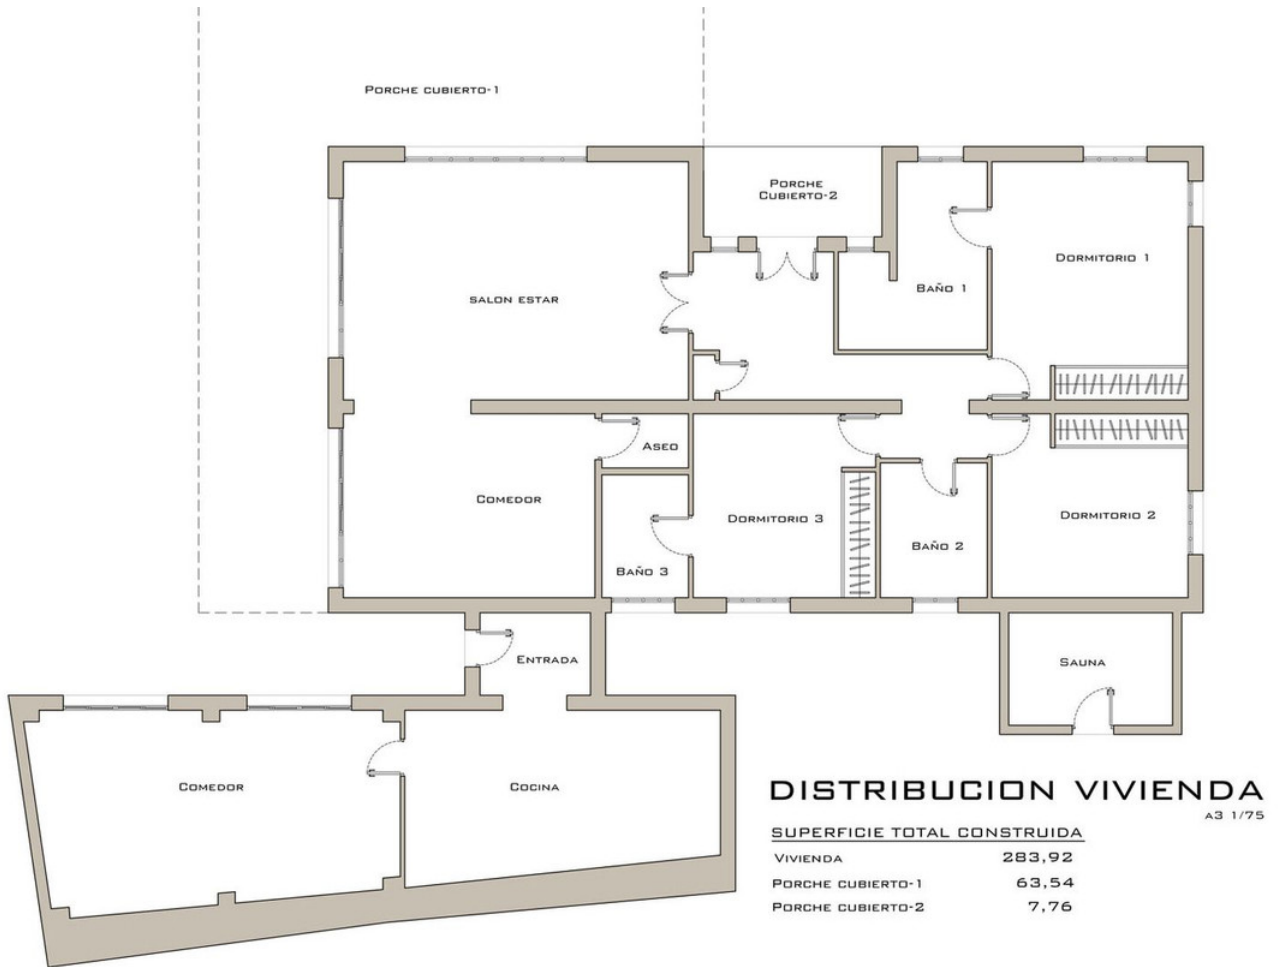 PORCHE CUBIERTO-1
PORCHE
CUBIERTO-2
DORMITORIO 1
BAÑO 1
SALON ESTAR
ASEO
COMEDOR
DORMITORIO 3
DORMITORIO 2
BAÑO 2
BAÑO 3
ENTRADA
SAUNA
COMEDOR
COCINA
DISTRIBUCION VIVIENDA
A3 1/75
SUPERFICIE TOTAL CONSTRUIDA
VIVIENDA 283,92
PORCHE CUBIERTO-1 63,54
PORCHE CUBIERTO-2 7,76